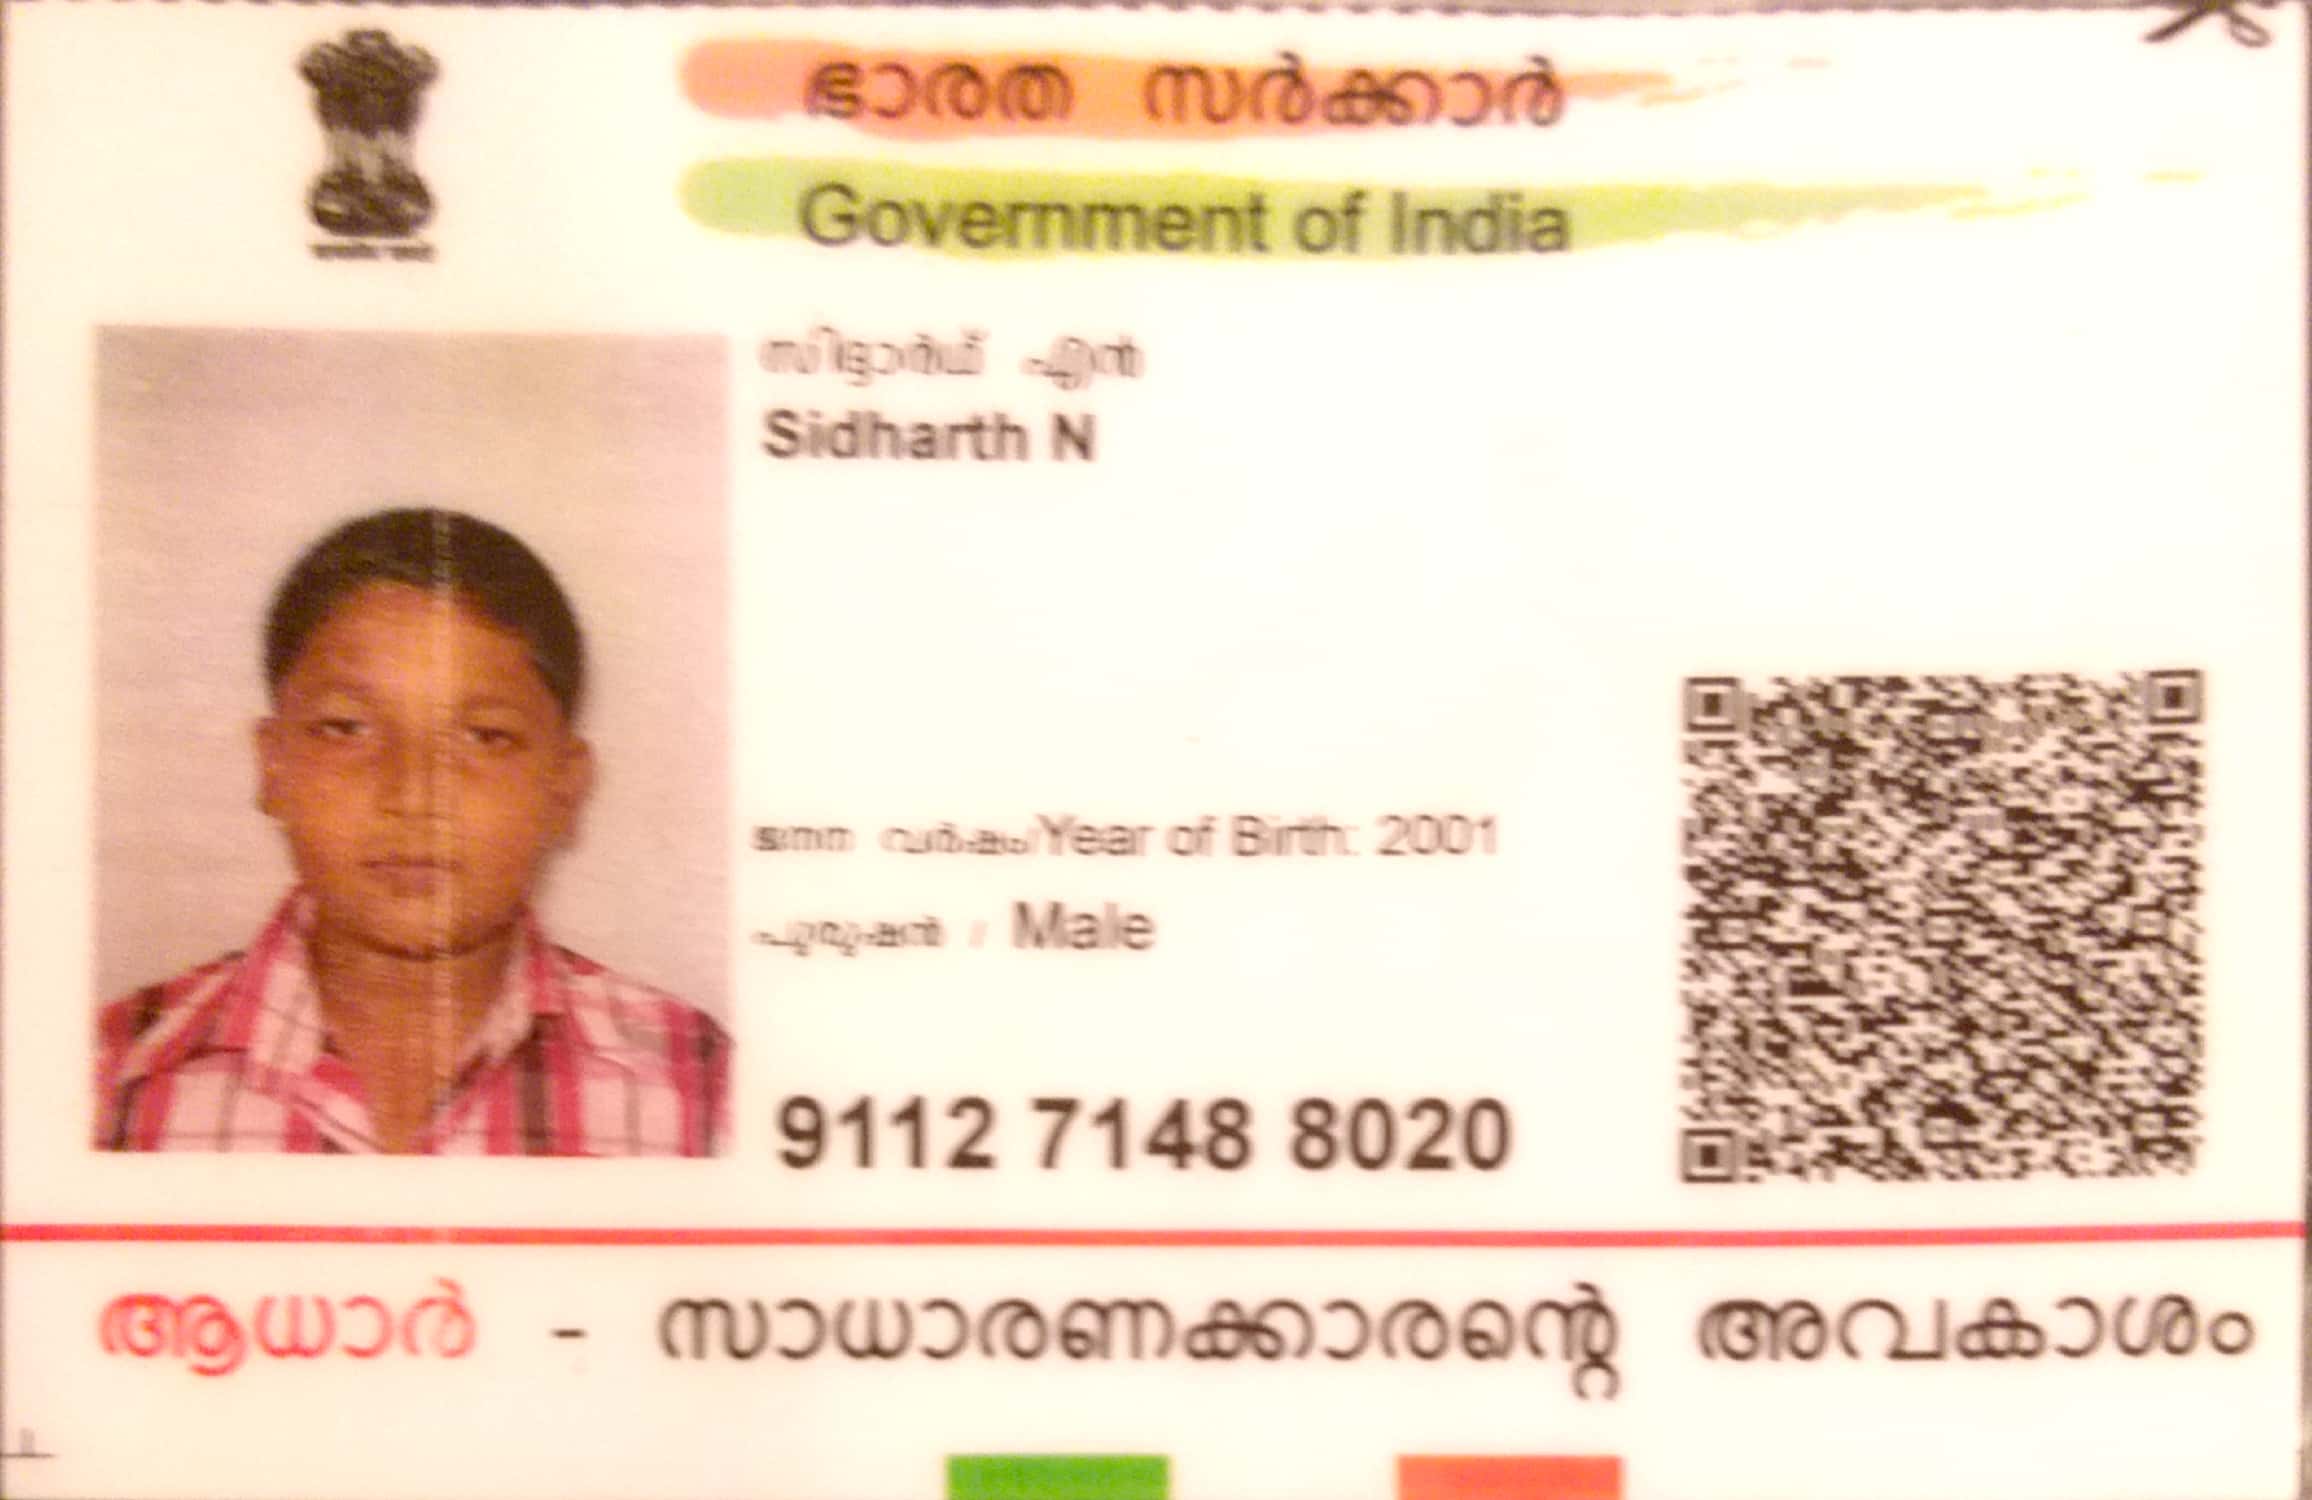 ഭാരത സർക്കാർ
Government of India
സിദ്ദാർഥ് എൻ
Sidharth N
ജനന വർഷം/Year of Birth: 2001
പുരുഷൻ / Male
9112 7148 8020
ആധാർ - സാധാരണക്കാരന്റെ അവകാശം